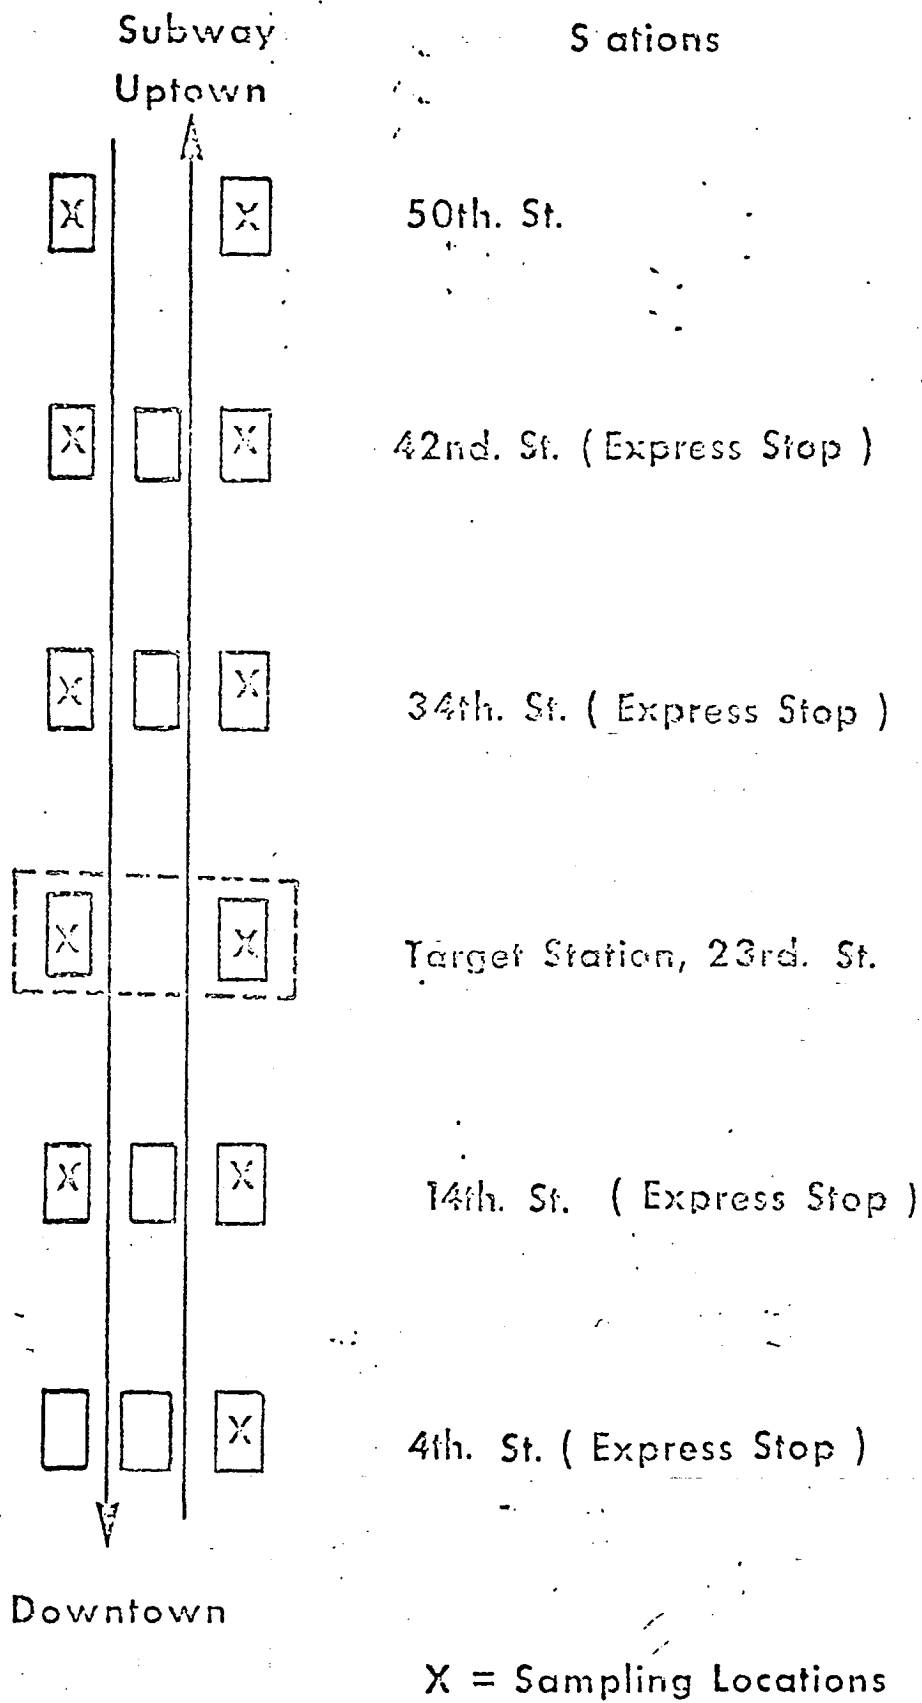 Subway
Uptown
S ations
X X 50th. St.
X X 42nd. St. ( Express Stop )
X X 34th. St. ( Express Stop )
X X Target Station, 23rd. St.
X X 14th. St. ( Express Stop )
X 4th. St. ( Express Stop )
Downtown
X = Sampling Locations